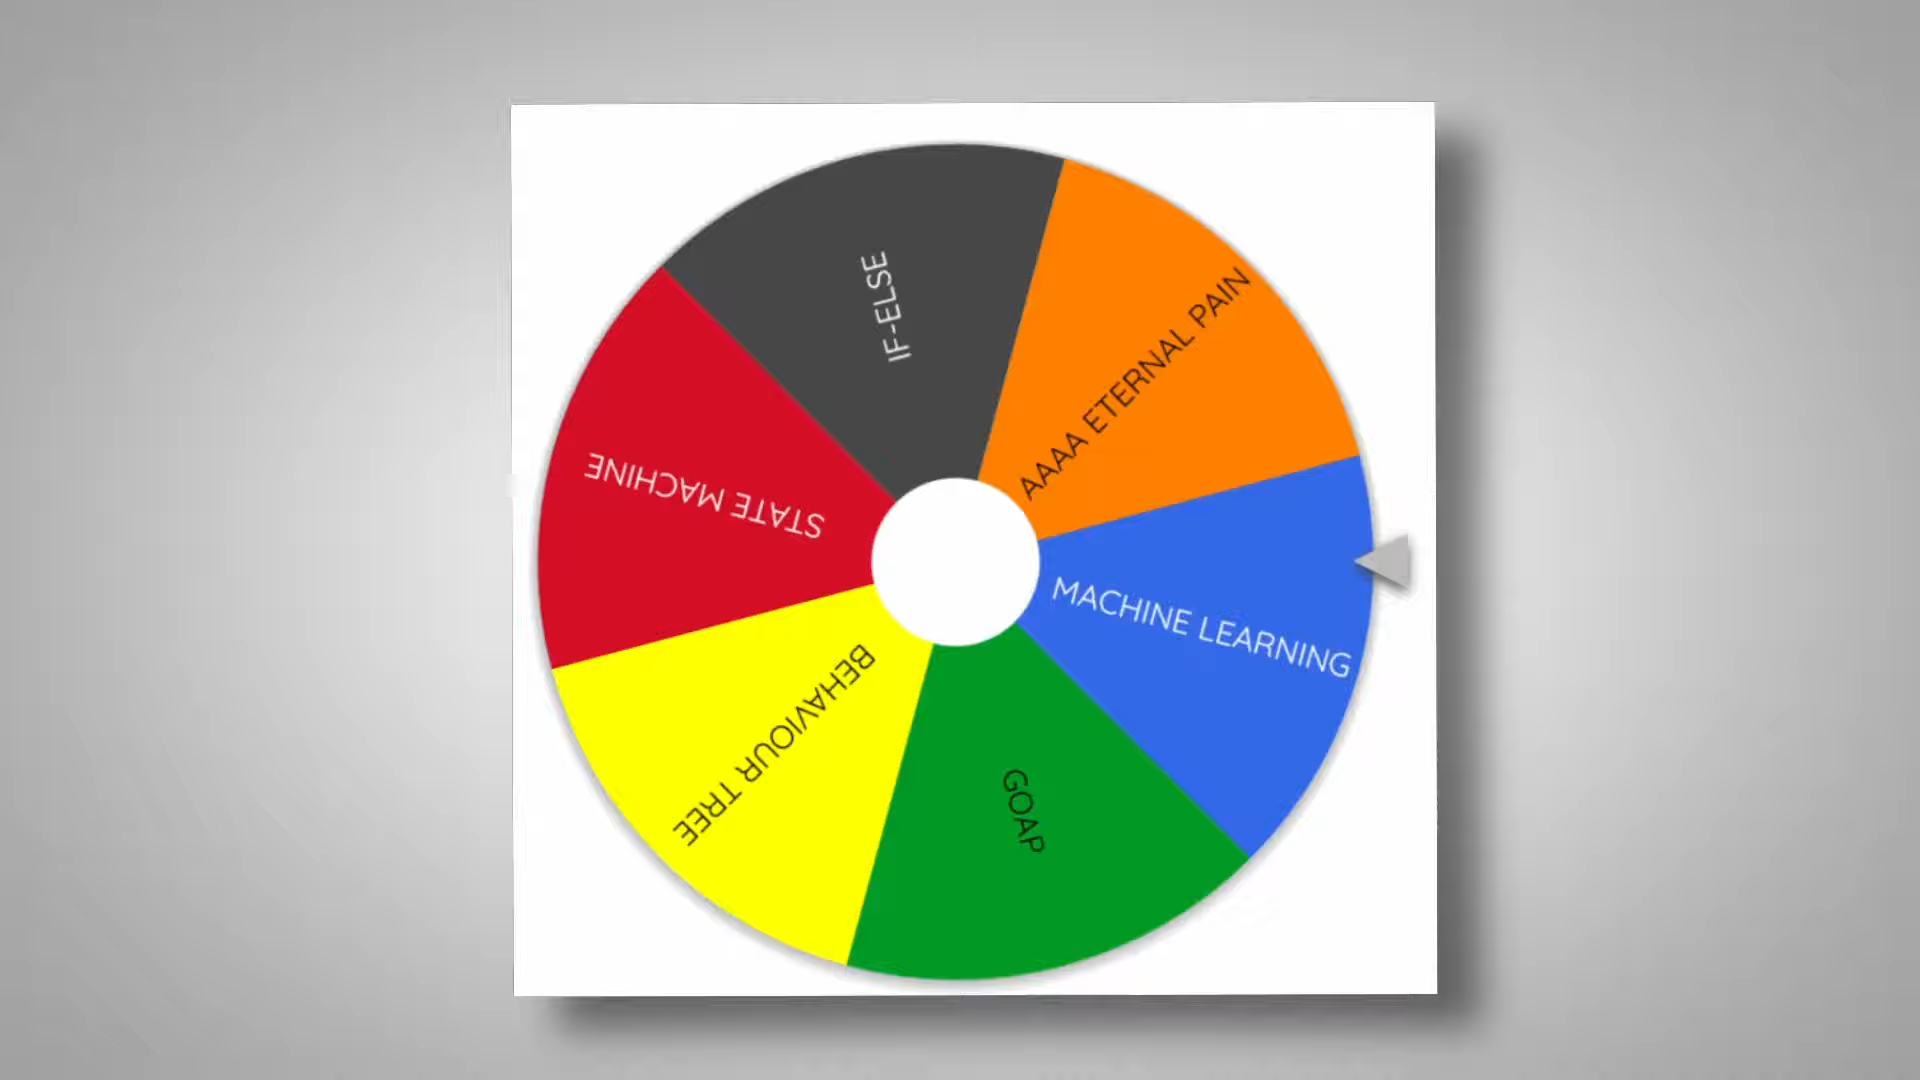 IF-ELSE
AAAA ETERNAL PAIN
STATE MACHINE
MACHINE LEARNING
BEHAVIOUR TREE
GOAP